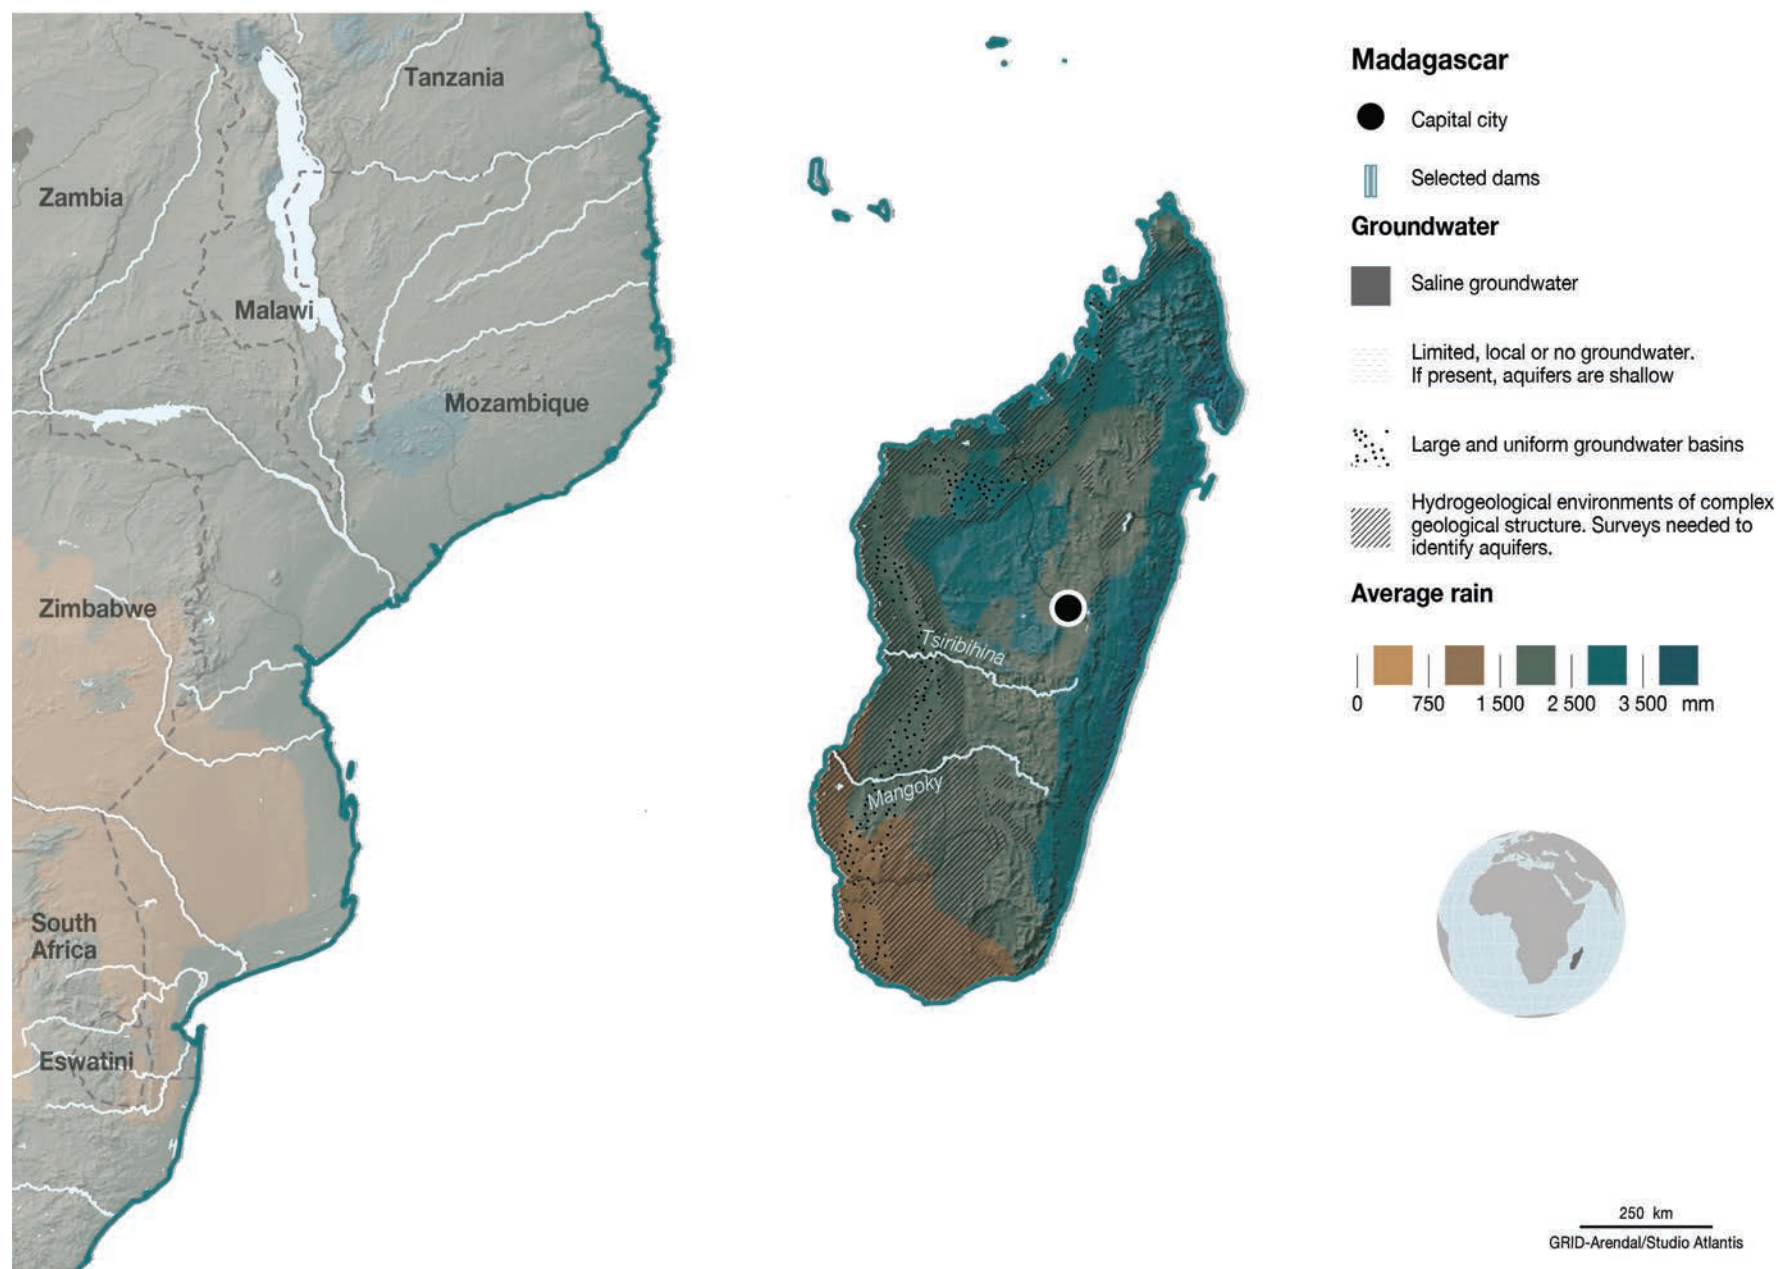 Tanzania
Zambia
Malawi
Mozambique
Zimbabwe
South
Africa
Eswatini
Tsiribihina
Mangoky
Madagascar
Capital city
Selected dams
Groundwater
Saline groundwater
Limited, local or no groundwater.
If present, aquifers are shallow
Large and uniform groundwater basins
Hydrogeological environments of complex
geological structure. Surveys needed to
identify aquifers.
Average rain
0 750 1 500 2 500 3 500 mm
250 km
GRID-Arendal/Studio Atlantis